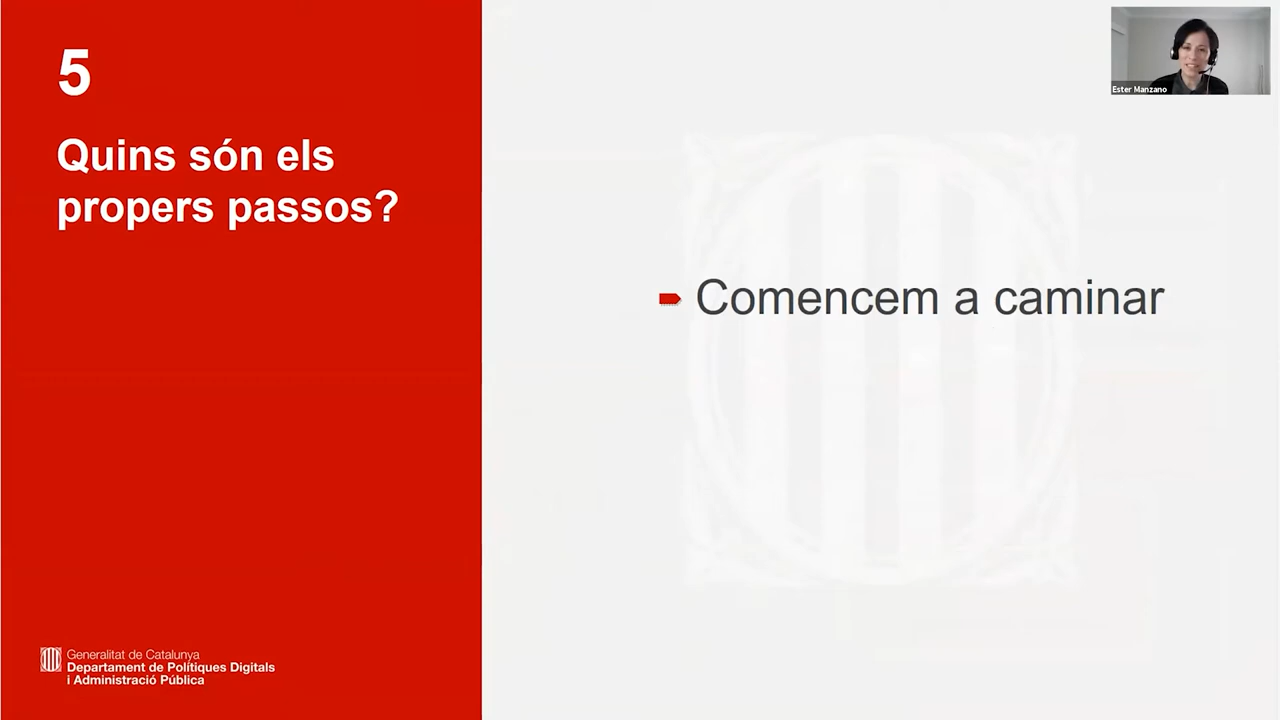 5
Quins són els
propers passos?
Comencem a caminar
Ester Manzano
Generalitat de Catalunya
Departament de Polítiques Digitals
i Administració Pública